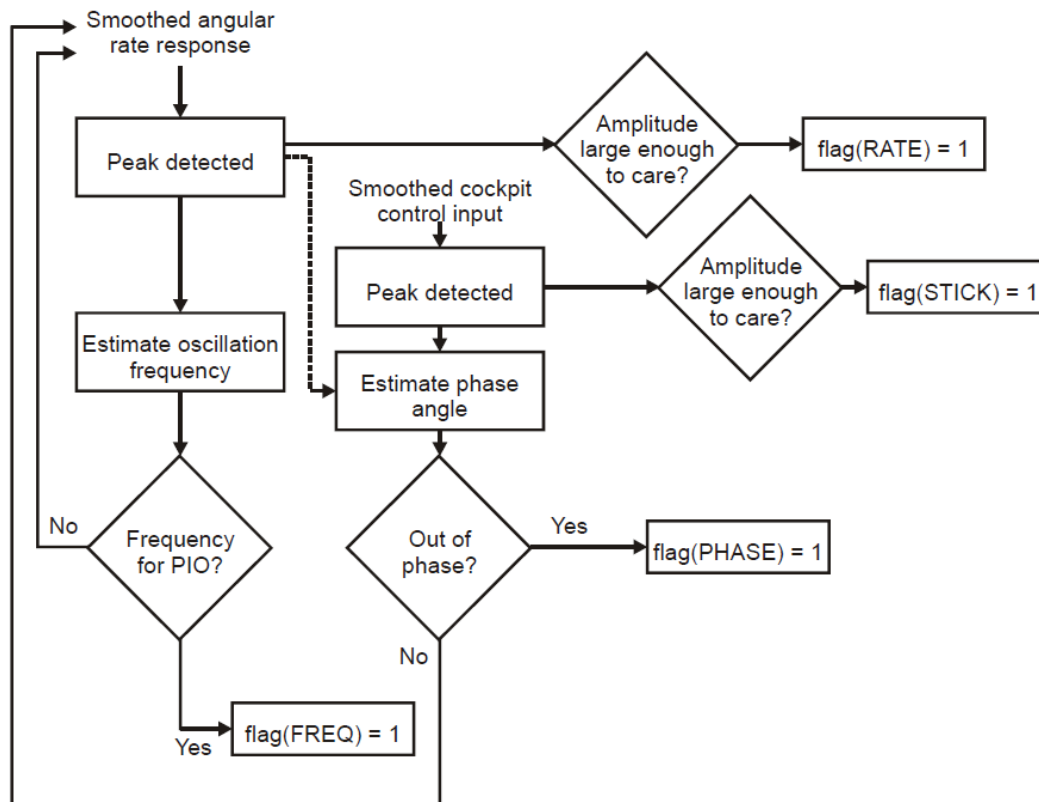 Smoothed angular
rate response
Peak detected
Amplitude
large enough
to care?
flag(RATE) = 1
Smoothed cockpit
control input
Peak detected
Amplitude
large enough
to care?
flag(STICK) = 1
Estimate oscillation
frequency
Estimate phase
angle
No
Frequency
for PIO?
Out of
phase?
Yes
flag(PHASE) = 1
No
Yes
flag(FREQ) = 1